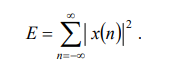 E = ∑_{n=-∞}^{∞} |x(n)|² .